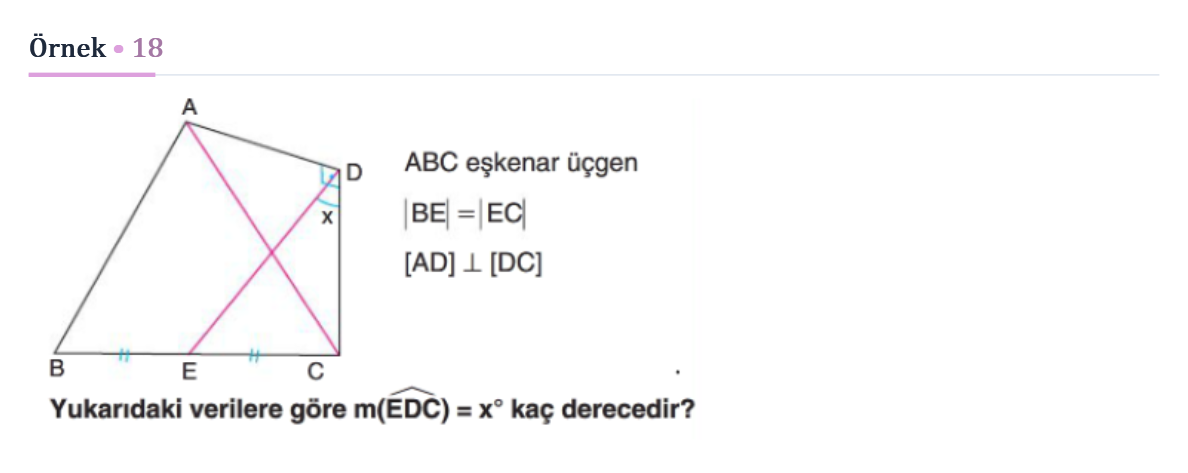 Örnek • 18
A
D
x
B
E
C
ABC eşkenar üçgen
|BE| = |EC|
[AD] ⊥ [DC]
Yukarıdaki verilere göre m(EDC) = x° kaç derecedir?